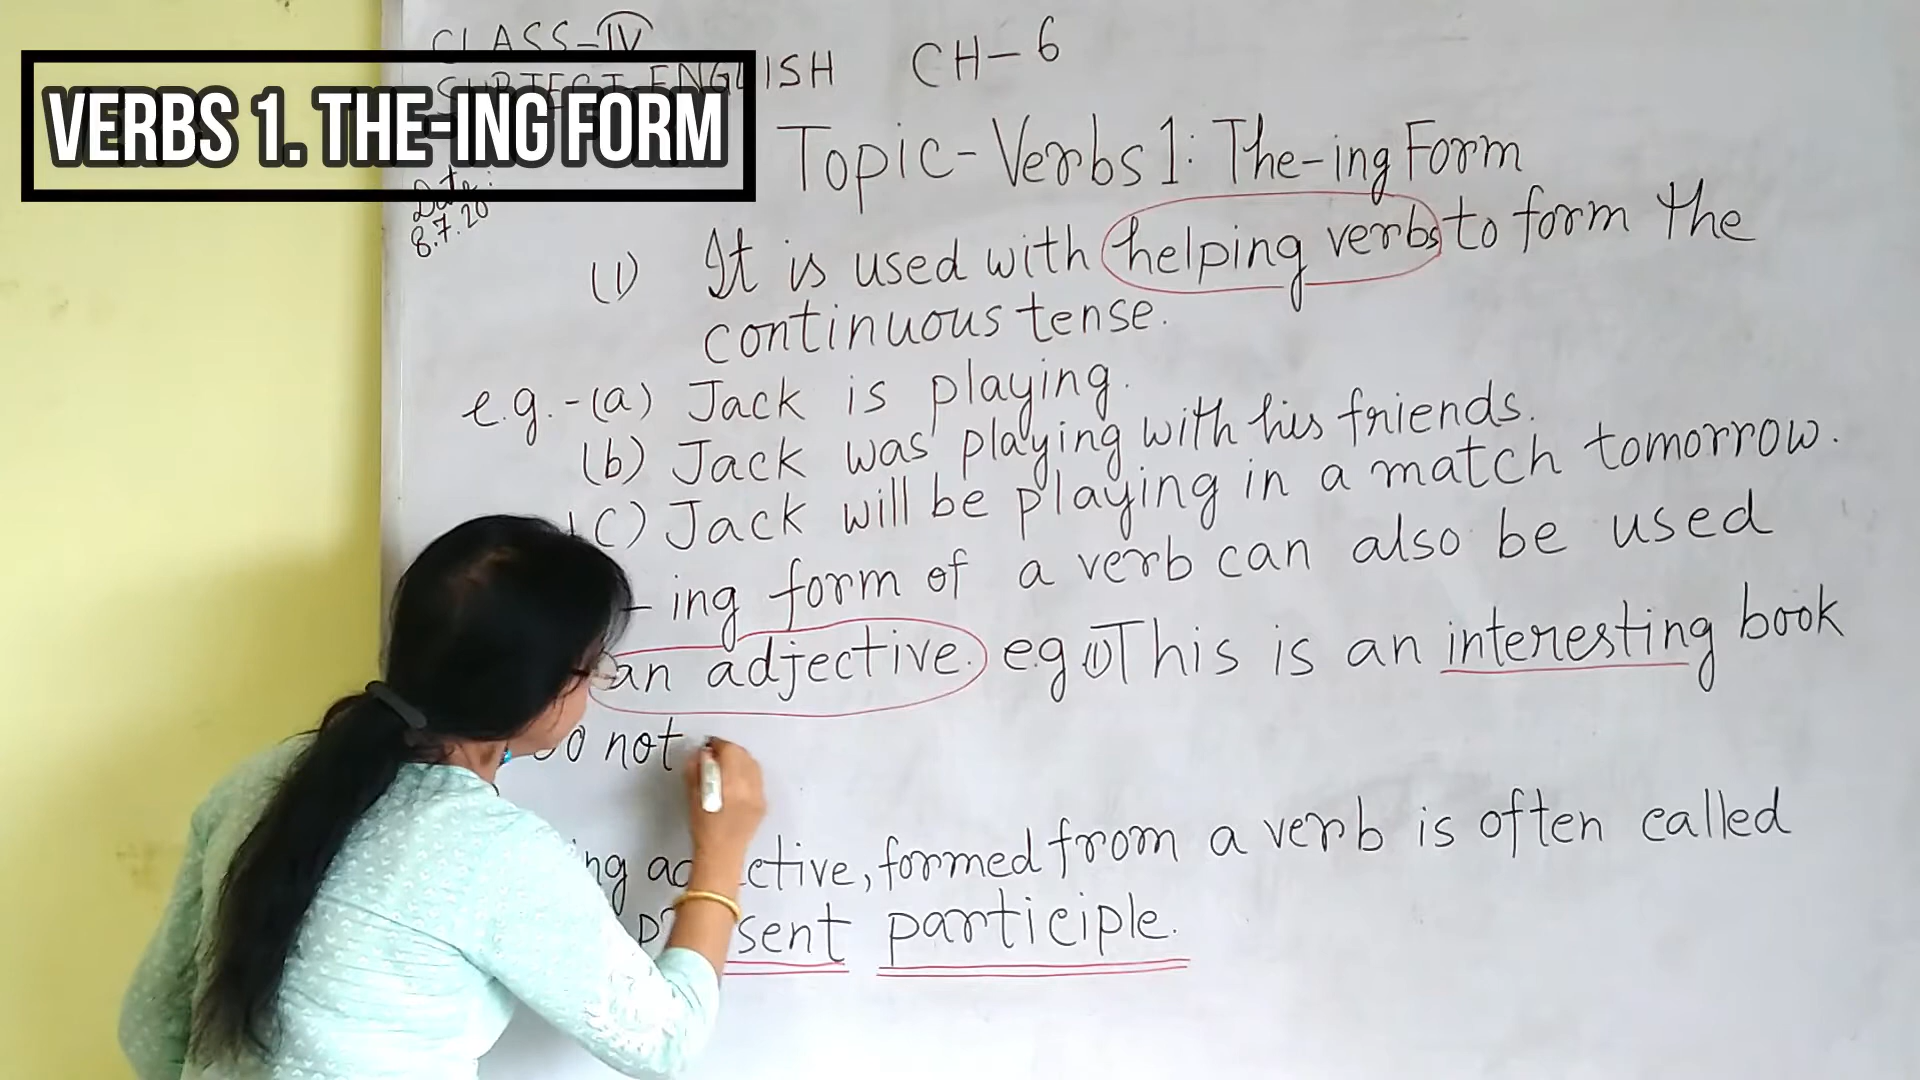 CLASS-IV
VERBS 1. THE-ING FORM
ISH CH-6
Date:
8.7.20
Topic-Verbs 1: The-ing Form
(1) It is used with helping verbs to form the
continuous tense.
e.g.-(a) Jack is playing.
(b) Jack was playing with his friends.
(C) Jack will be playing in a match tomorrow.
-ing form of a verb can also be used
an adjective. e.g (1) This is an interesting book
not
adjective, formed from a verb is often called
present participle.